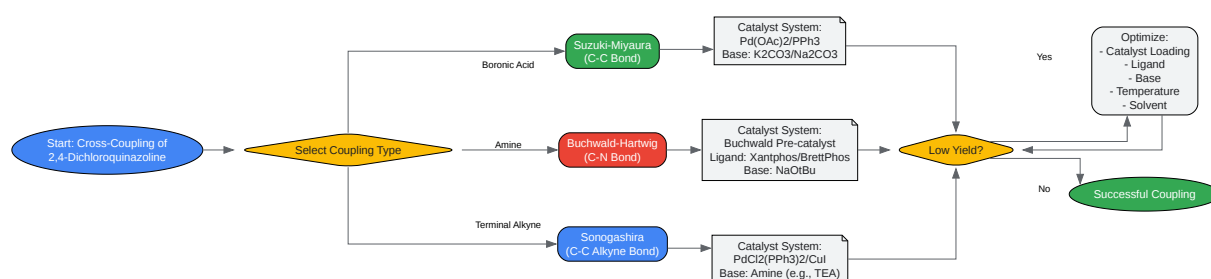 Start: Cross-Coupling of
2,4-Dichloroquinazoline
Select Coupling Type
Boronic Acid
Amine
Terminal Alkyne
Suzuki-Miyaura
(C-C Bond)
Buchwald-Hartwig
(C-N Bond)
Sonogashira
(C-C Alkyne Bond)
Catalyst System:
Pd(OAc)2/PPh3
Base: K2CO3/Na2CO3
Catalyst System:
Buchwald Pre-catalyst
Ligand: Xantphos/BrettPhos
Base: NaOtBu
Catalyst System:
PdCl2(PPh3)2/CuI
Base: Amine (e.g., TEA)
Low Yield?
Yes
No
Optimize:
- Catalyst Loading
- Ligand
- Base
- Temperature
- Solvent
Successful Coupling